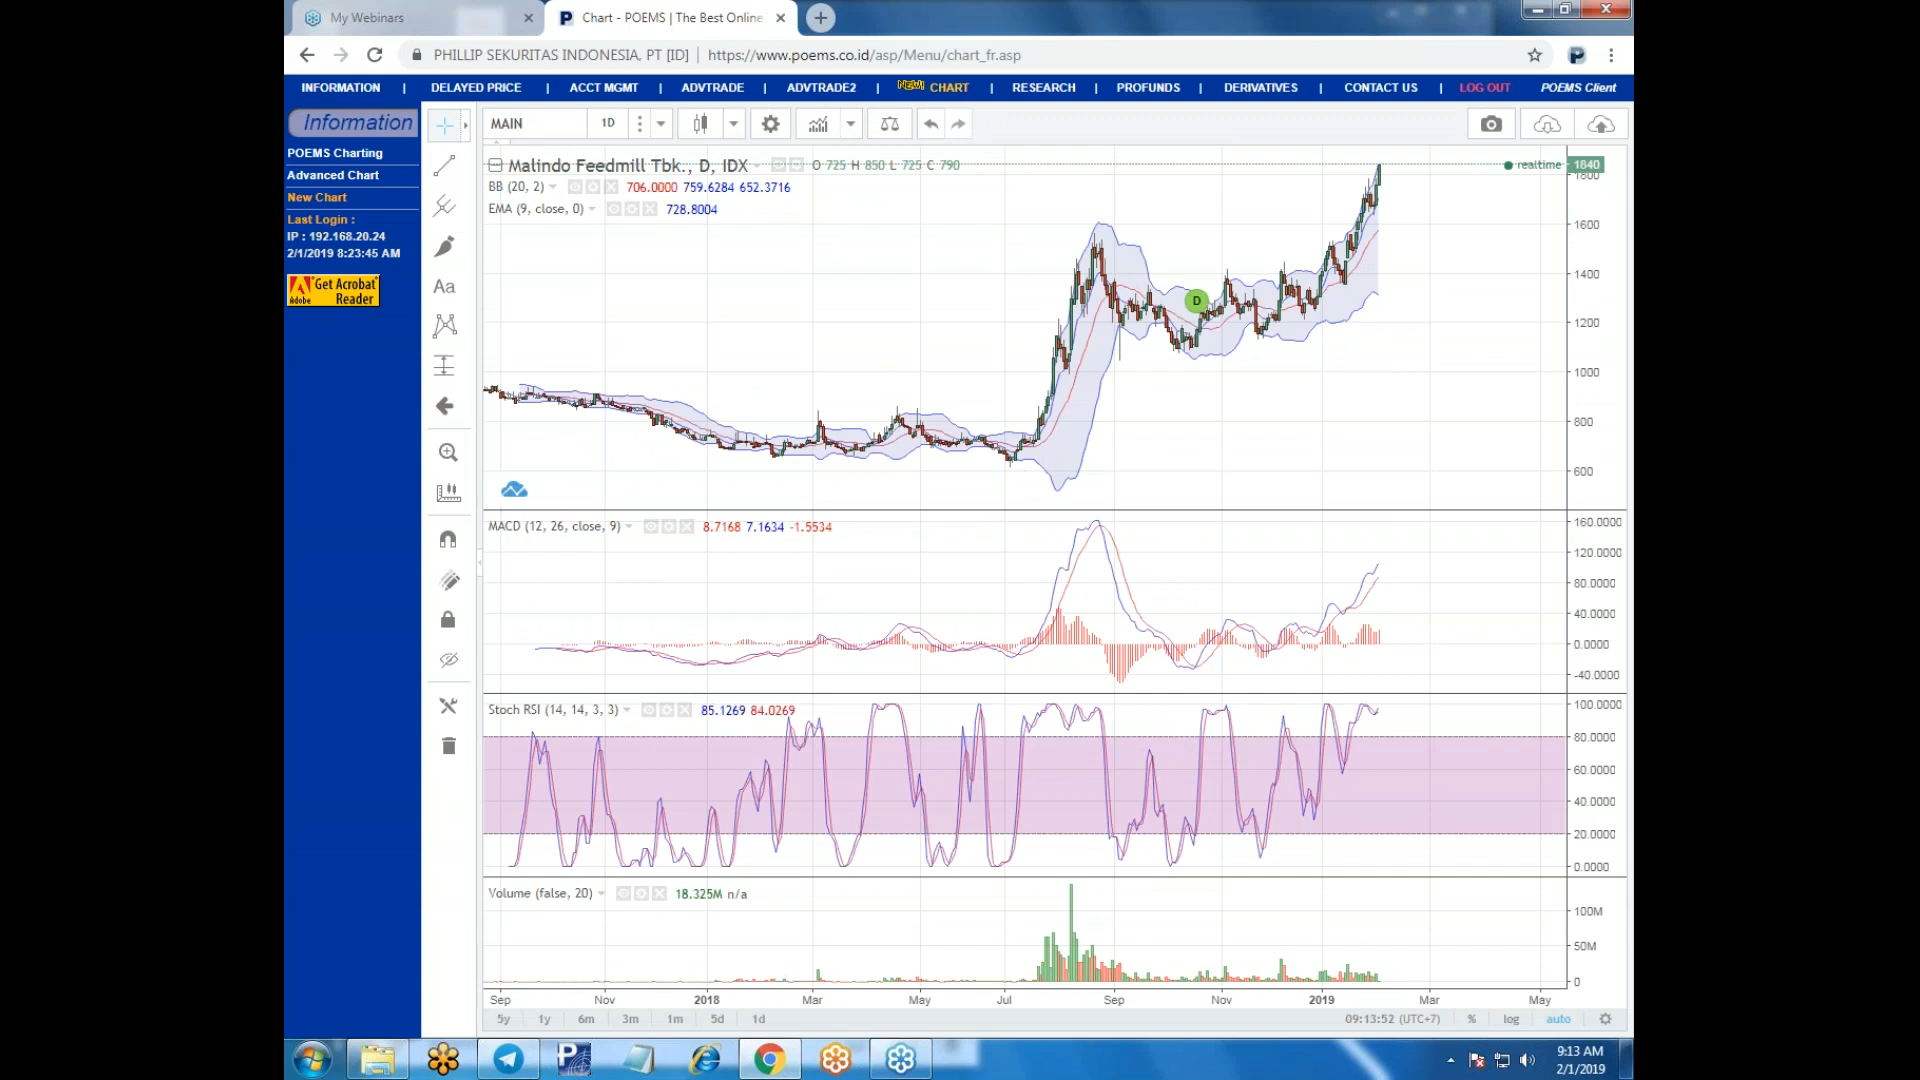 My Webinars
Chart - POEMS | The Best Online
PHILLIP SEKURITAS INDONESIA, PT [ID] | https://www.poems.co.id/asp/Menu/chart_fr.asp
INFORMATION | DELAYED PRICE | ACCT MGMT | ADVTRADE | ADVTRADE2 | NEW! CHART | RESEARCH | PROFUNDS | DERIVATIVES | CONTACT US | LOG OUT POEMS Client
Information
POEMS Charting
Advanced Chart
New Chart
Last Login :
IP : 192.168.20.24
2/1/2019 8:23:45 AM
Get Acrobat
Adobe Reader
MAIN 1D
Aa
Malindo Feedmill Tbk., D, IDX O 725 H 850 L 725 C 790
realtime 1840
BB (20, 2) 706.0000 759.6284 652.3716
EMA (9, close, 0) 728.8004
D
1800
1600
1400
1200
1000
800
600
MACD (12, 26, close, 9) 8.7168 7.1634 -1.5534
160.0000
120.0000
80.0000
40.0000
0.0000
-40.0000
Stoch RSI (14, 14, 3, 3) 85.1269 84.0269
100.0000
80.0000
60.0000
40.0000
20.0000
0.0000
Volume (false, 20) 18.325M n/a
100M
50M
0
Sep Nov 2018 Mar May Jul Sep Nov 2019 Mar May
5y 1y 6m 3m 1m 5d 1d
09:13:52 (UTC+7) % log auto
9:13 AM
2/1/2019